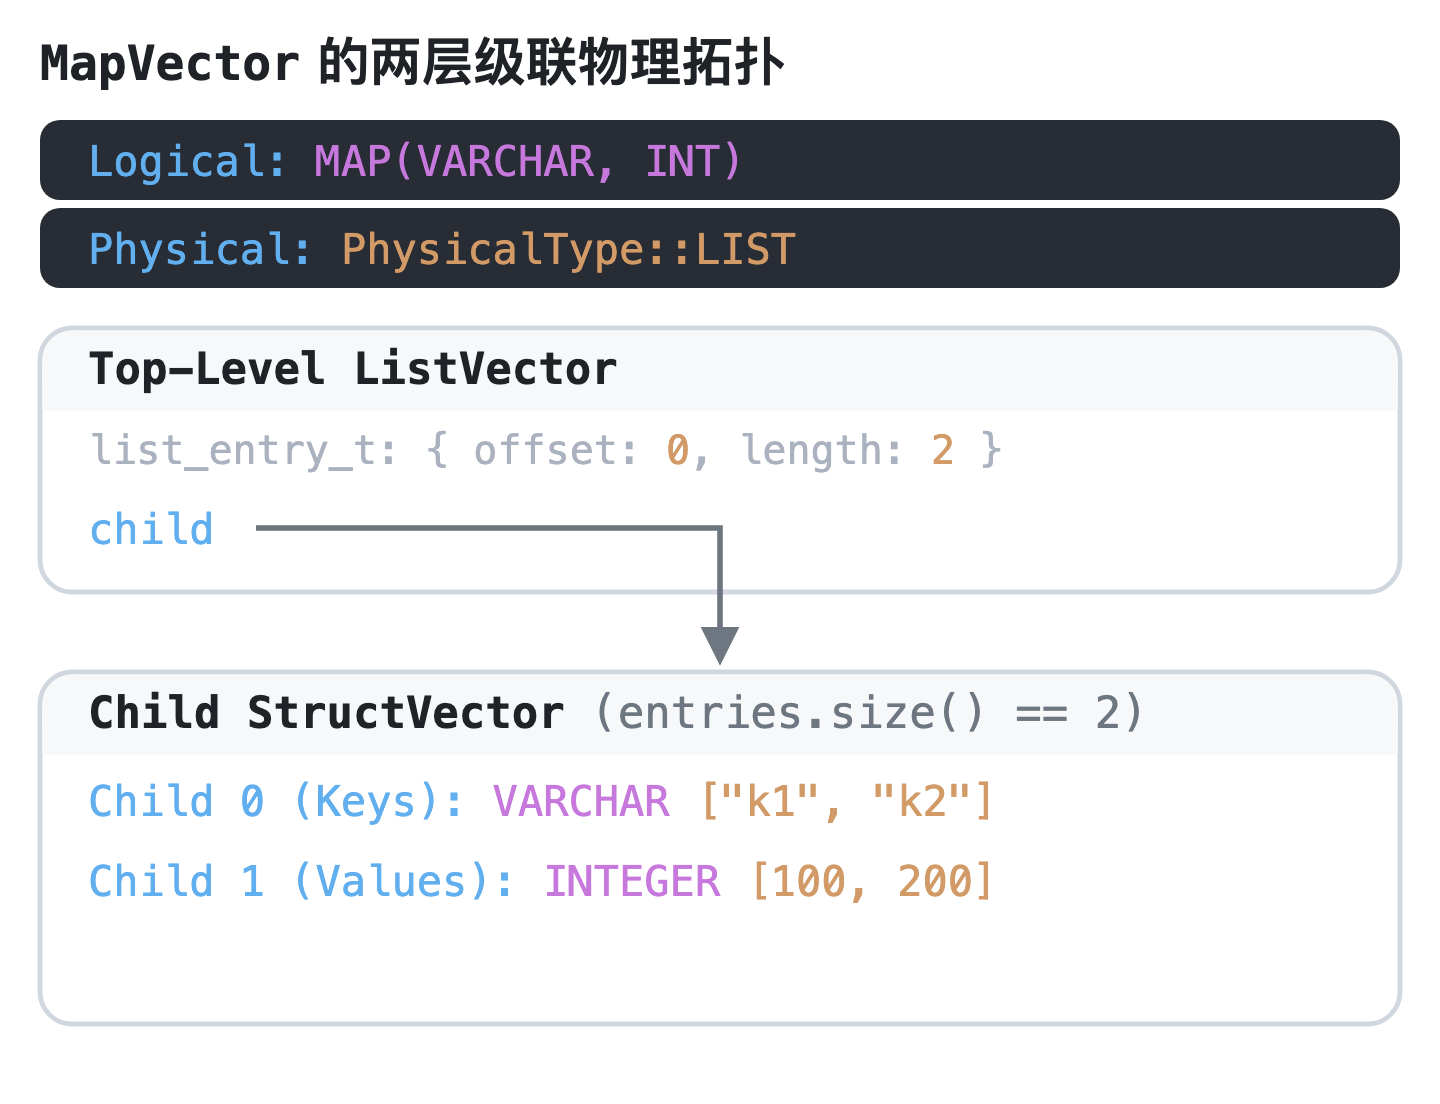 MapVector 的两层级联物理拓扑
Logical: MAP(VARCHAR, INT)
Physical: PhysicalType::LIST
Top-Level ListVector
list_entry_t: { offset: 0, length: 2 }
child
Child StructVector (entries.size() == 2)
Child 0 (Keys): VARCHAR ["k1", "k2"]
Child 1 (Values): INTEGER [100, 200]